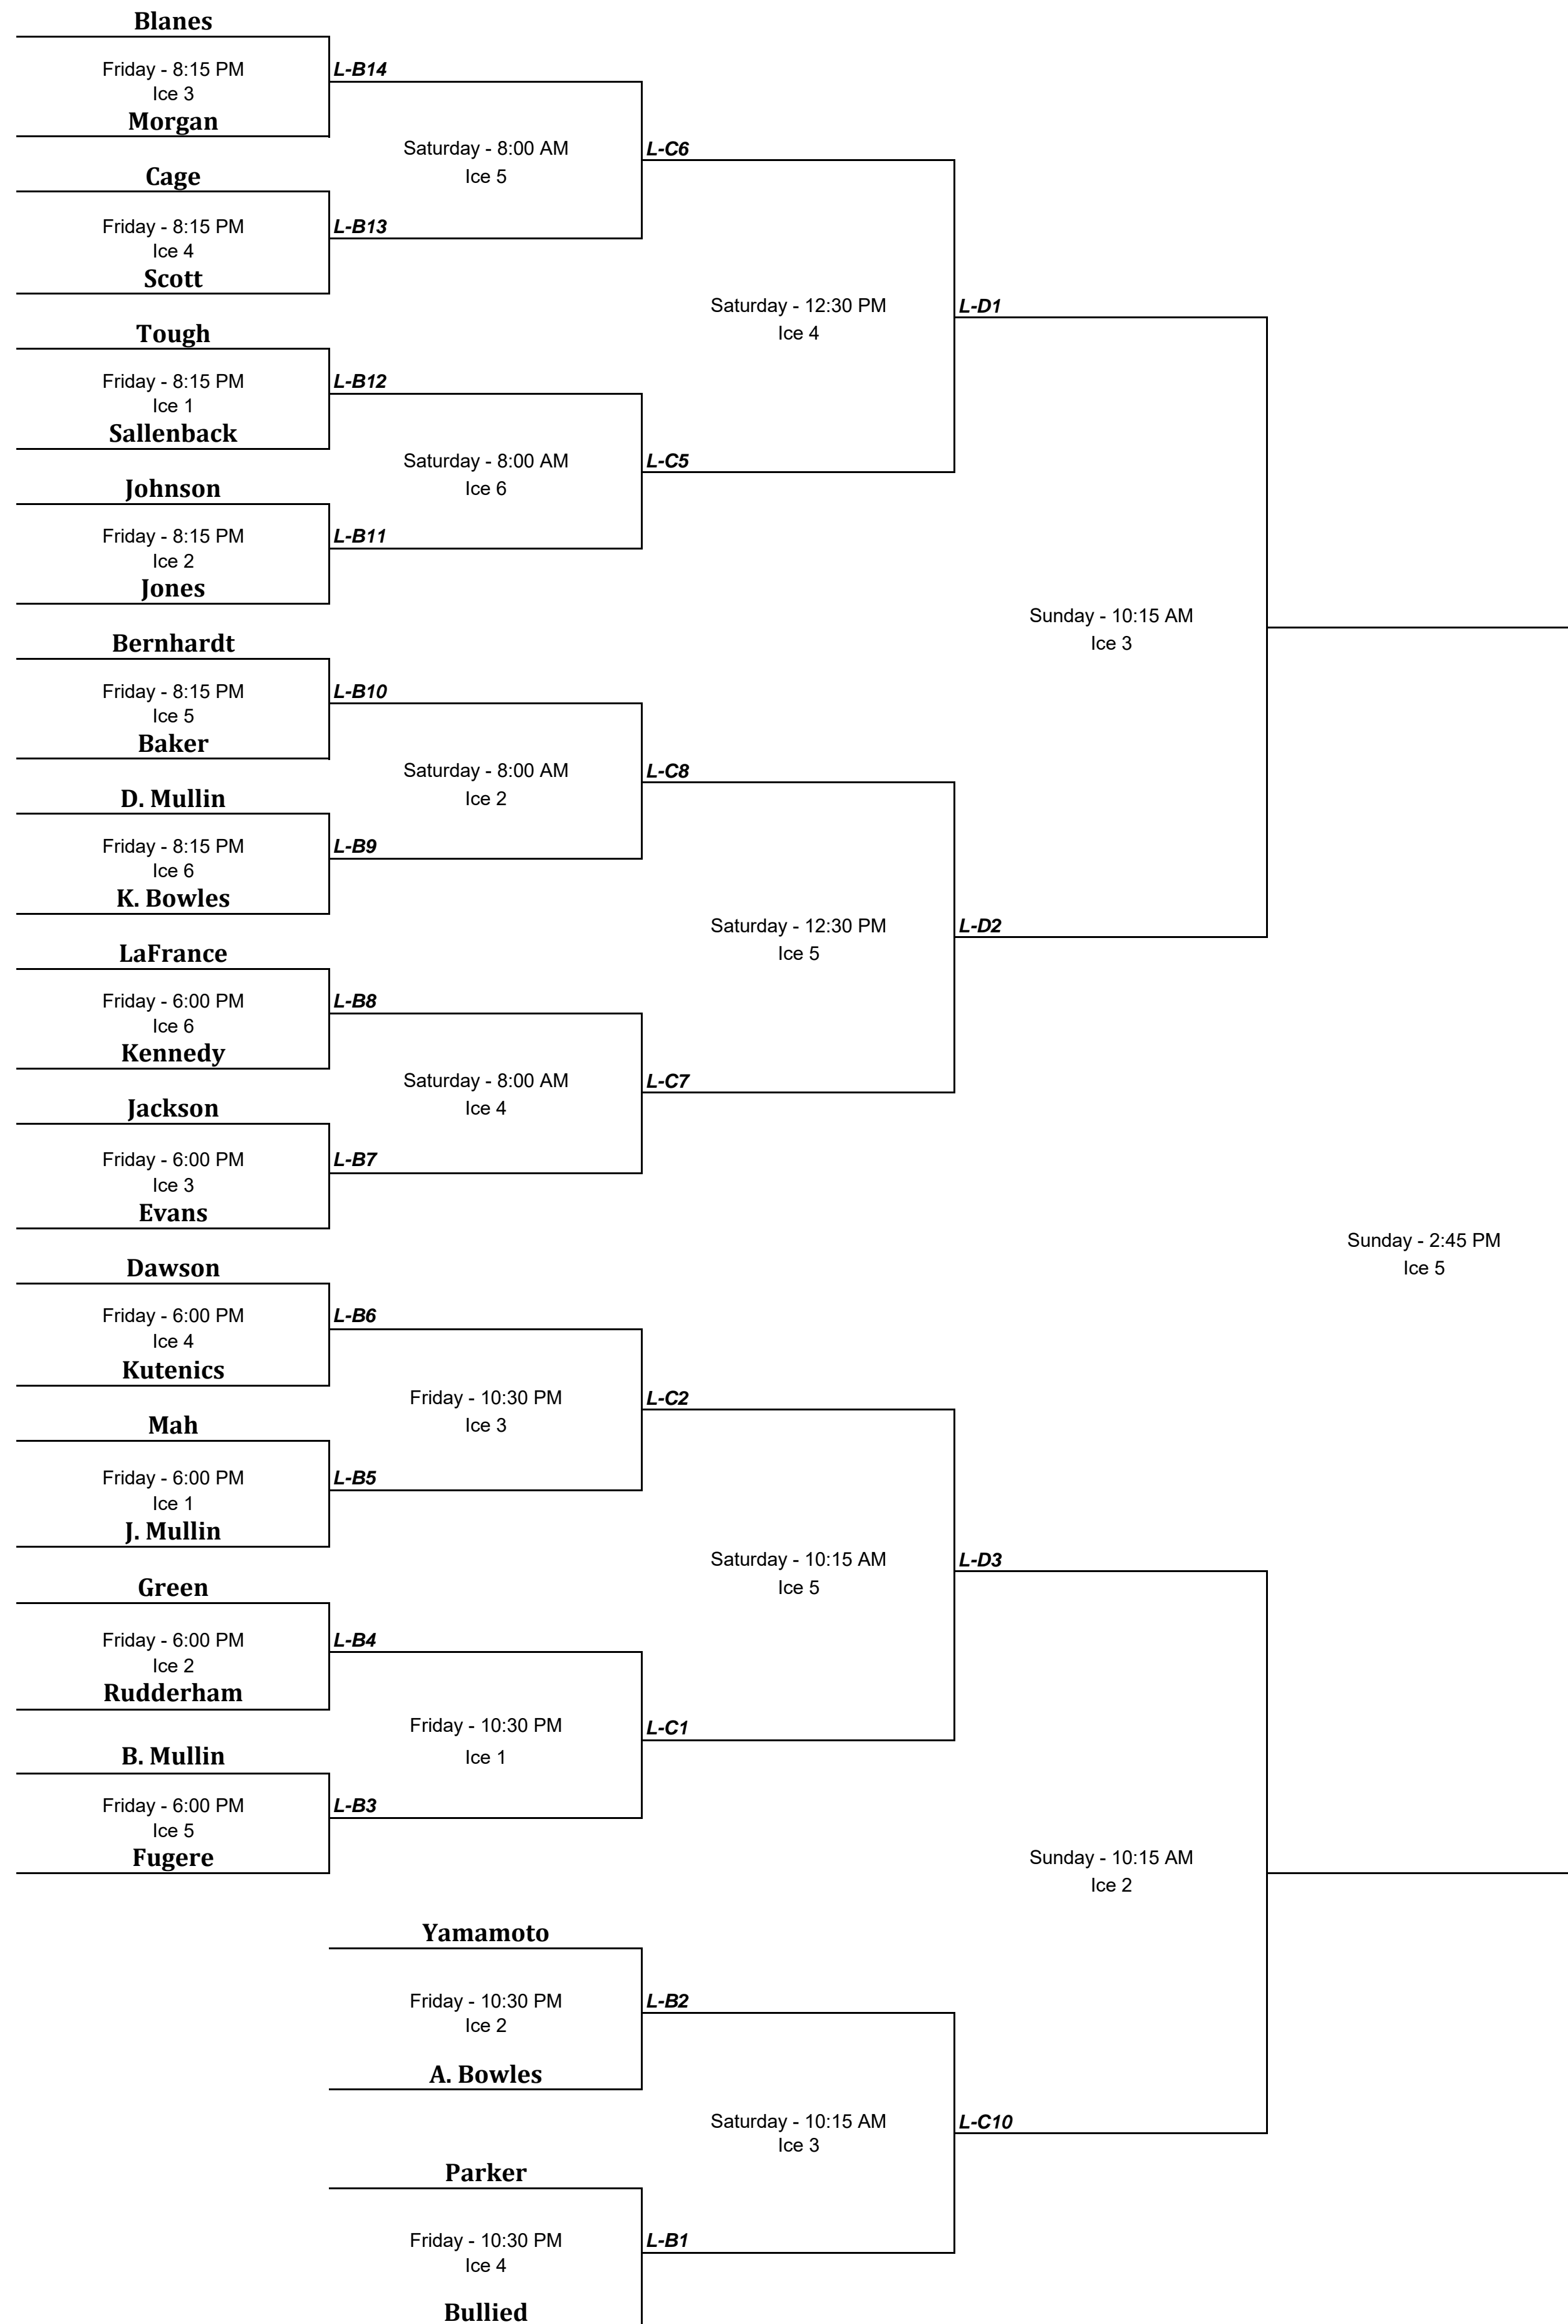 Blanes
Friday - 8:15 PM
L-B14
Ice 3
Morgan
Saturday - 8:00 AM
L-C6
Ice 5
Cage
Friday - 8:15 PM
L-B13
Ice 4
Scott
Saturday - 12:30 PM
L-D1
Ice 4
Tough
Friday - 8:15 PM
L-B12
Ice 1
Sallenback
Saturday - 8:00 AM
L-C5
Ice 6
Johnson
Friday - 8:15 PM
L-B11
Ice 2
Jones
Sunday - 10:15 AM
Ice 3
Bernhardt
Friday - 8:15 PM
L-B10
Ice 5
Baker
Saturday - 8:00 AM
L-C8
Ice 2
D. Mullin
Friday - 8:15 PM
L-B9
Ice 6
K. Bowles
Saturday - 12:30 PM
L-D2
Ice 5
LaFrance
Friday - 6:00 PM
L-B8
Ice 6
Kennedy
Saturday - 8:00 AM
L-C7
Ice 4
Jackson
Friday - 6:00 PM
L-B7
Ice 3
Evans
Sunday - 2:45 PM
Ice 5
Dawson
Friday - 6:00 PM
L-B6
Ice 4
Kutenics
Friday - 10:30 PM
L-C2
Ice 3
Mah
Friday - 6:00 PM
L-B5
Ice 1
J. Mullin
Saturday - 10:15 AM
L-D3
Ice 5
Green
Friday - 6:00 PM
L-B4
Ice 2
Rudderham
Friday - 10:30 PM
L-C1
Ice 1
B. Mullin
Friday - 6:00 PM
L-B3
Ice 5
Fugere
Sunday - 10:15 AM
Ice 2
Yamamoto
Friday - 10:30 PM
L-B2
Ice 2
A. Bowles
Saturday - 10:15 AM
L-C10
Ice 3
Parker
Friday - 10:30 PM
L-B1
Ice 4
Bullied